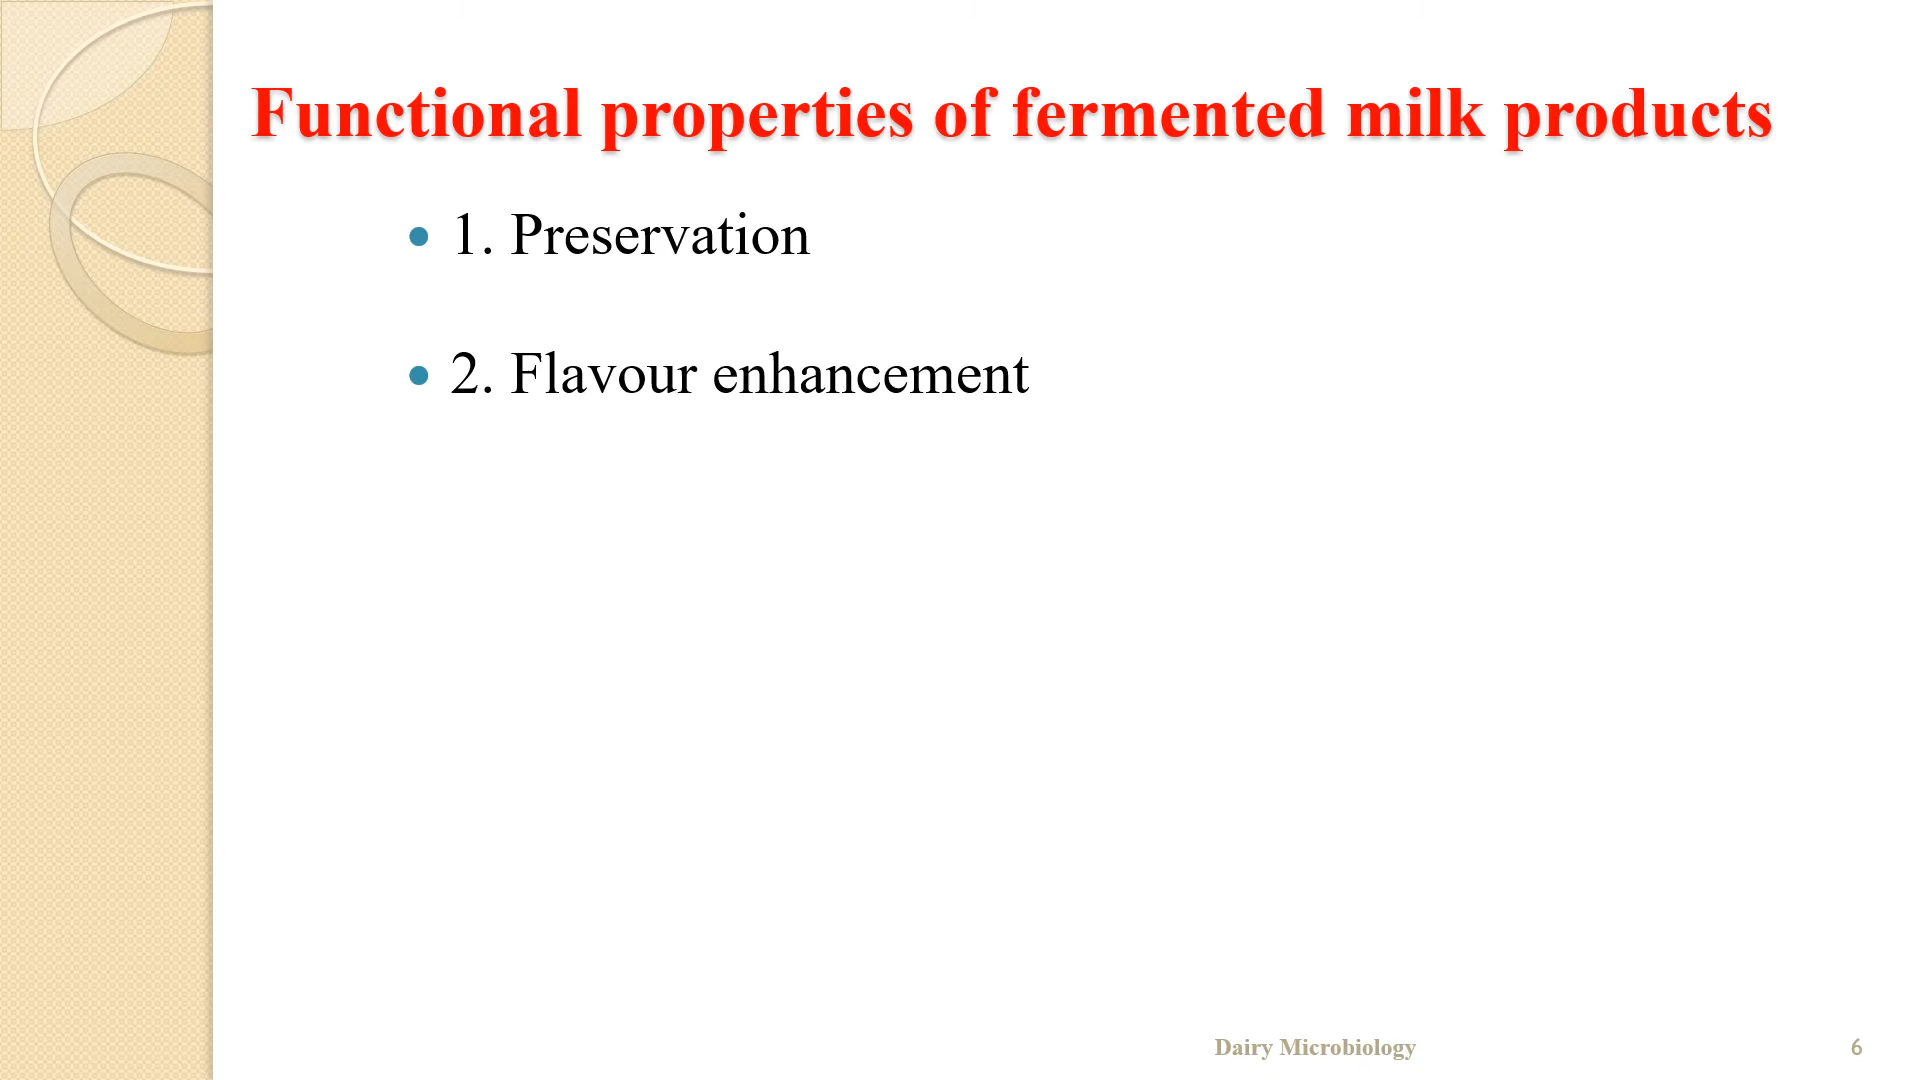 Functional properties of fermented milk products
• 1. Preservation
• 2. Flavour enhancement
Dairy Microbiology
6